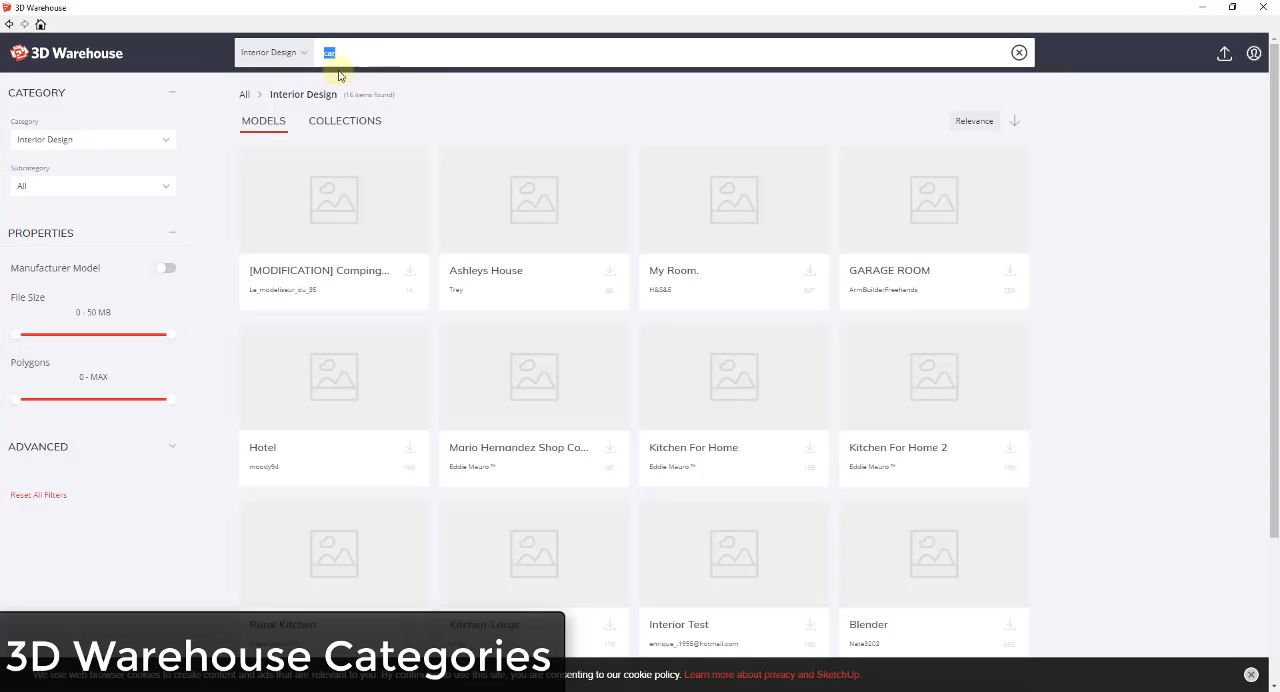 3D Warehouse
3D Warehouse
Interior Design
car
CATEGORY
Category
Interior Design
Subcategory
All
PROPERTIES
Manufacturer Model
File Size
0 - 50 MB
Polygons
0 - MAX
ADVANCED
Reset All Filters
All > Interior Design (16 items found)
MODELS COLLECTIONS
Relevance
[MODIFICATION] Camping...
Le_modeliseur_du_35
1K
Ashleys House
Trey
My Room.
H&S&E
GARAGE ROOM
ArmBuilderFreehands
Hotel
moody94
Mario Hernandez Shop Co...
Eddie Mauro ™
Kitchen For Home
Eddie Mauro ™
Kitchen For Home 2
Eddie Mauro ™
Rural Kitchen
Kitchen-Large
Interior Test
enrique_1995@hotmail.com
Blender
Nate3202
3D Warehouse Categories
We use web browser cookies to create content and ads that are relevant to you. By continuing to use this site, you are consenting to our cookie policy. Learn more about privacy and SketchUp.